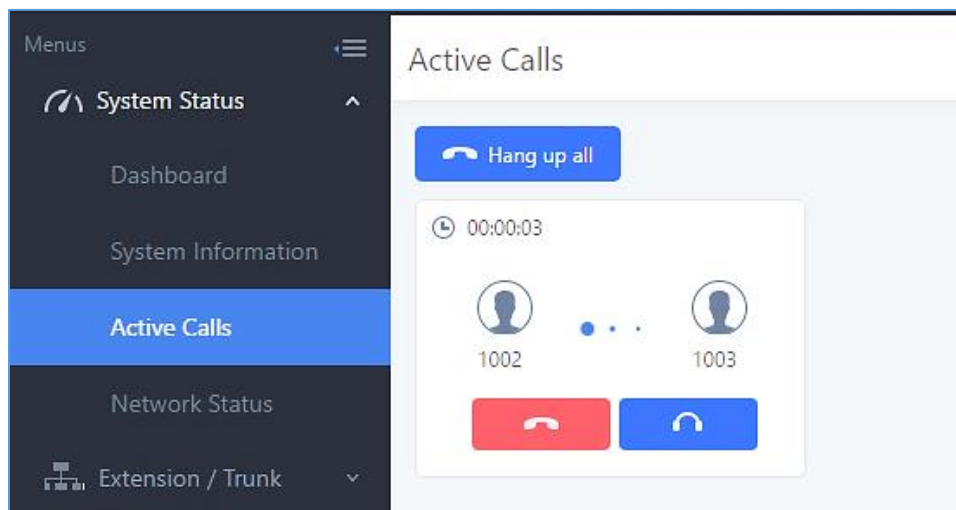 Menus
System Status
Dashboard
System Information
Active Calls
Network Status
Extension / Trunk
Active Calls
Hang up all
00:00:03
1002 1003